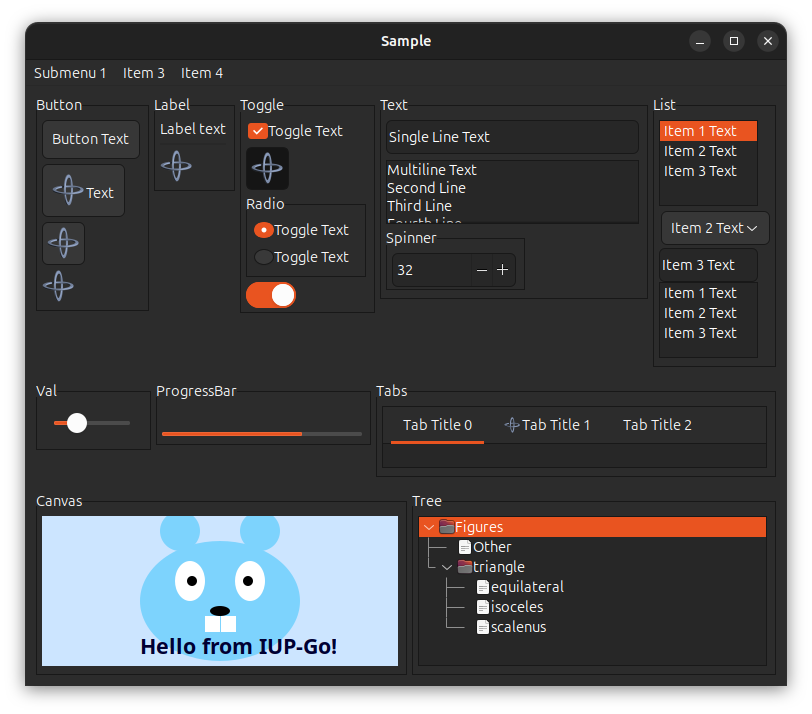 Sample
Submenu 1 Item 3 Item 4
Button
Button Text
Text
Label
Label text
Toggle
Toggle Text
Radio
Toggle Text
Toggle Text
Text
Single Line Text
Multiline Text
Second Line
Third Line
Fourth Line
Spinner
32
List
Item 1 Text
Item 2 Text
Item 3 Text
Item 2 Text
Item 3 Text
Item 1 Text
Item 2 Text
Item 3 Text
Val
ProgressBar
Tabs
Tab Title 0 Tab Title 1 Tab Title 2
Canvas
Hello from IUP-Go!
Tree
Figures
Other
triangle
equilateral
isoceles
scalenus